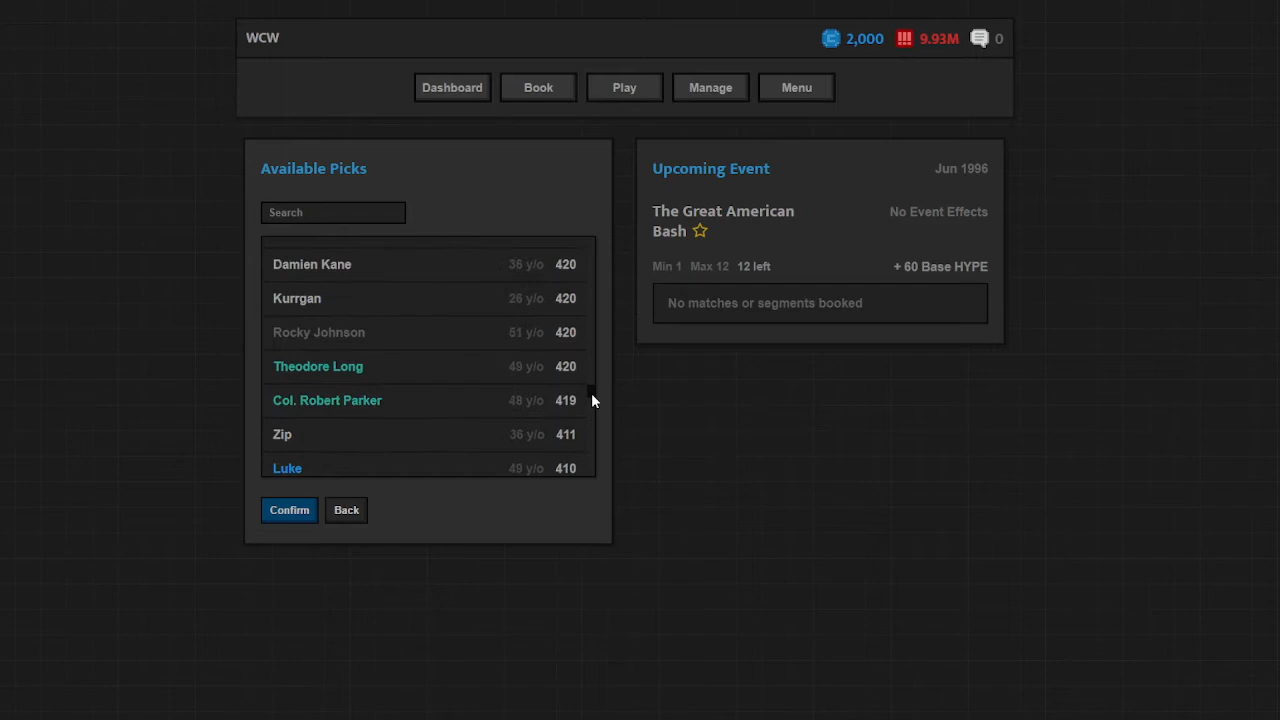 WCW
2,000
9.93M
0
Dashboard
Book
Play
Manage
Menu
Available Picks
Search
Damien Kane 36 y/o 420
Kurrgan 26 y/o 420
Rocky Johnson 51 y/o 420
Theodore Long 49 y/o 420
Col. Robert Parker 48 y/o 419
Zip 36 y/o 411
Luke 49 y/o 410
Confirm
Back
Upcoming Event Jun 1996
The Great American No Event Effects
Bash
Min 1 Max 12 12 left + 60 Base HYPE
No matches or segments booked